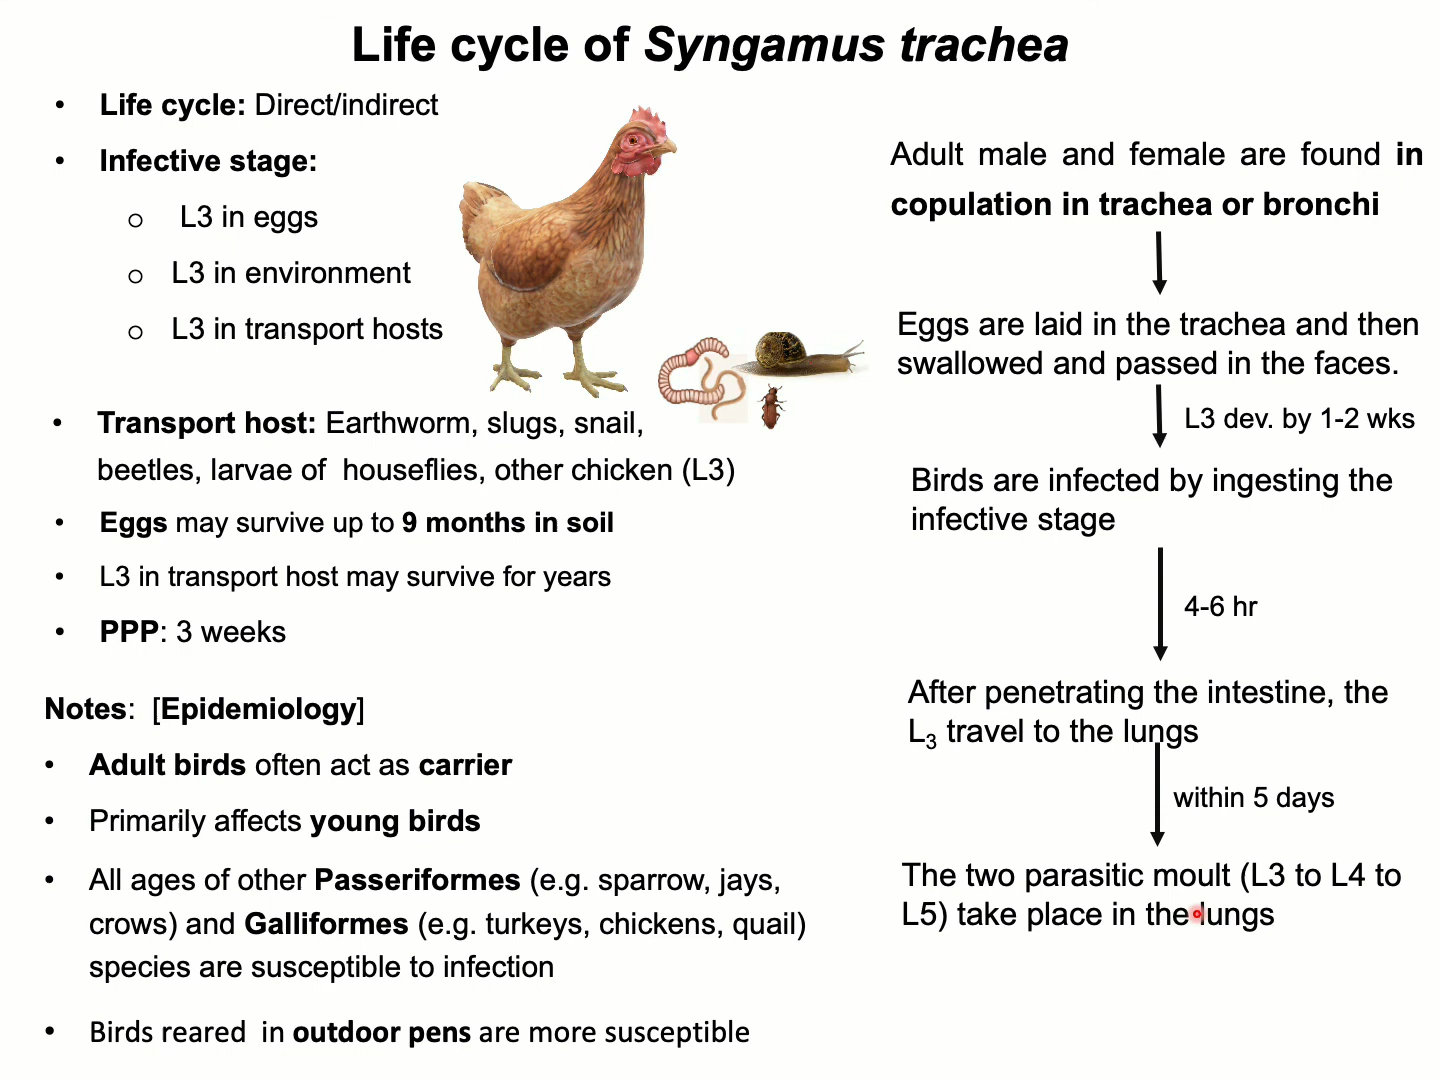 Life cycle of Syngamus trachea
• Life cycle: Direct/indirect
• Infective stage:
o L3 in eggs
o L3 in environment
o L3 in transport hosts
• Transport host: Earthworm, slugs, snail,
beetles, larvae of houseflies, other chicken (L3)
• Eggs may survive up to 9 months in soil
• L3 in transport host may survive for years
• PPP: 3 weeks
Notes: [Epidemiology]
• Adult birds often act as carrier
• Primarily affects young birds
• All ages of other Passeriformes (e.g. sparrow, jays,
crows) and Galliformes (e.g. turkeys, chickens, quail)
species are susceptible to infection
• Birds reared in outdoor pens are more susceptible
Adult male and female are found in
copulation in trachea or bronchi
Eggs are laid in the trachea and then
swallowed and passed in the faces.
L3 dev. by 1-2 wks
Birds are infected by ingesting the
infective stage
4-6 hr
After penetrating the intestine, the
L3 travel to the lungs
within 5 days
The two parasitic moult (L3 to L4 to
L5) take place in the lungs